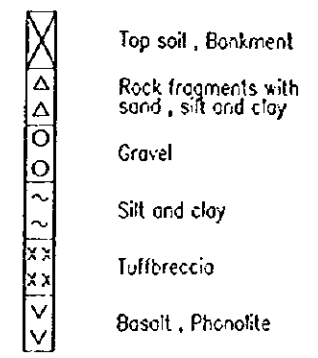 Top soil , Bankment
Rock fragments with
sand , silt and clay
Gravel
Silt and clay
Tuffbreccia
Basalt , Phonolite